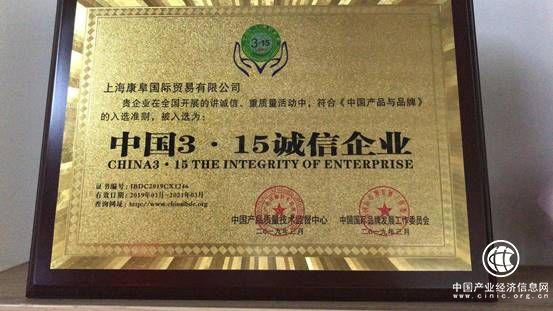 3·15
上海康阜国际贸易有限公司
贵企业在全国开展的讲诚信、重质量活动中，符合《中国产品与品牌》
的入选准则，被入选为：
中国3·15诚信企业
CHINA3·15 THE INTEGRITY OF ENTERPRISE
证书编号：IBDC2019CX1246
有效日期：2019年03月-2021年03月
查询网址：http://www.chinaibdc.org
中国产品质量技术监督中心
中国国际品牌发展工作委员会
二〇一九年三月
二〇一九年三月
中国产业经济信息网
www.cinic.org.cn